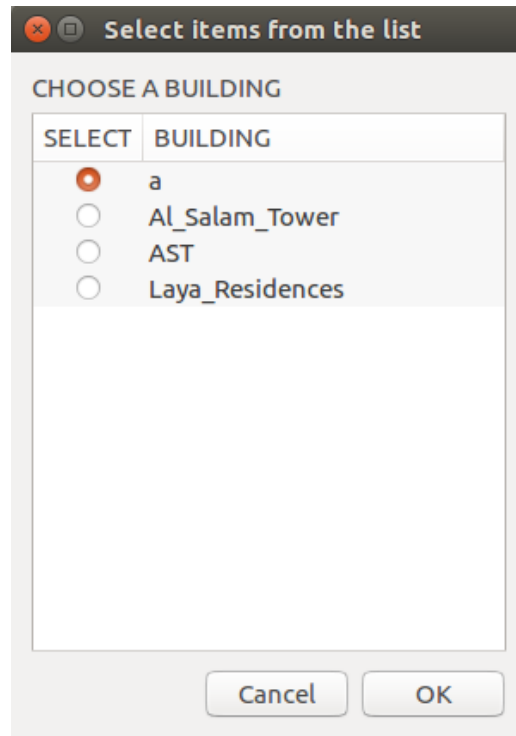 Select items from the list
CHOOSE A BUILDING
SELECT BUILDING
a
Al_Salam_Tower
AST
Laya_Residences
Cancel OK